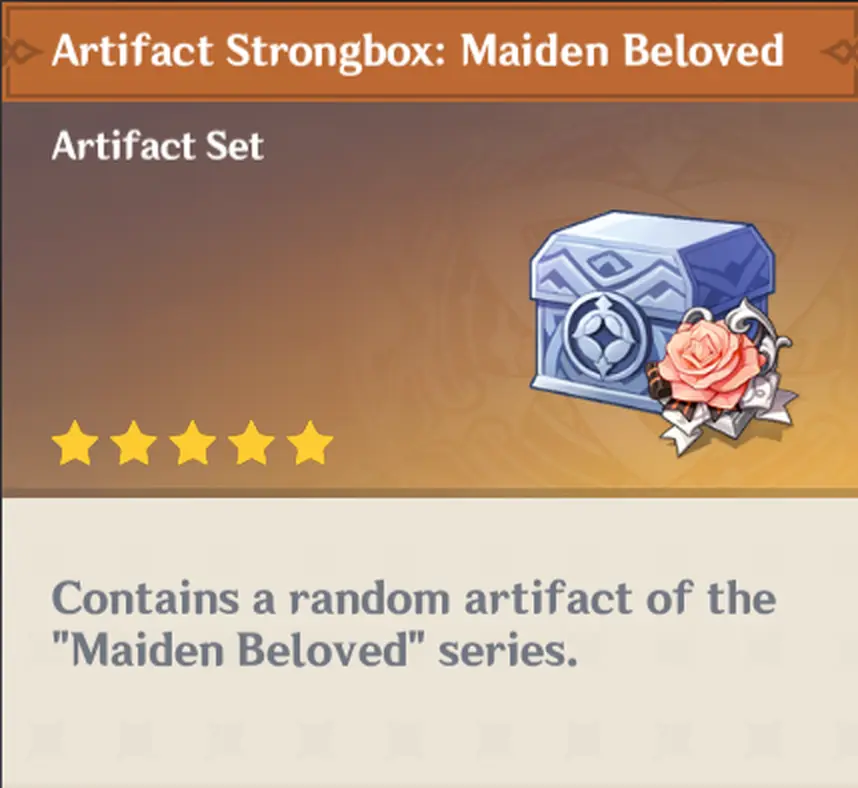 Artifact Strongbox: Maiden Beloved
Artifact Set
Contains a random artifact of the
"Maiden Beloved" series.